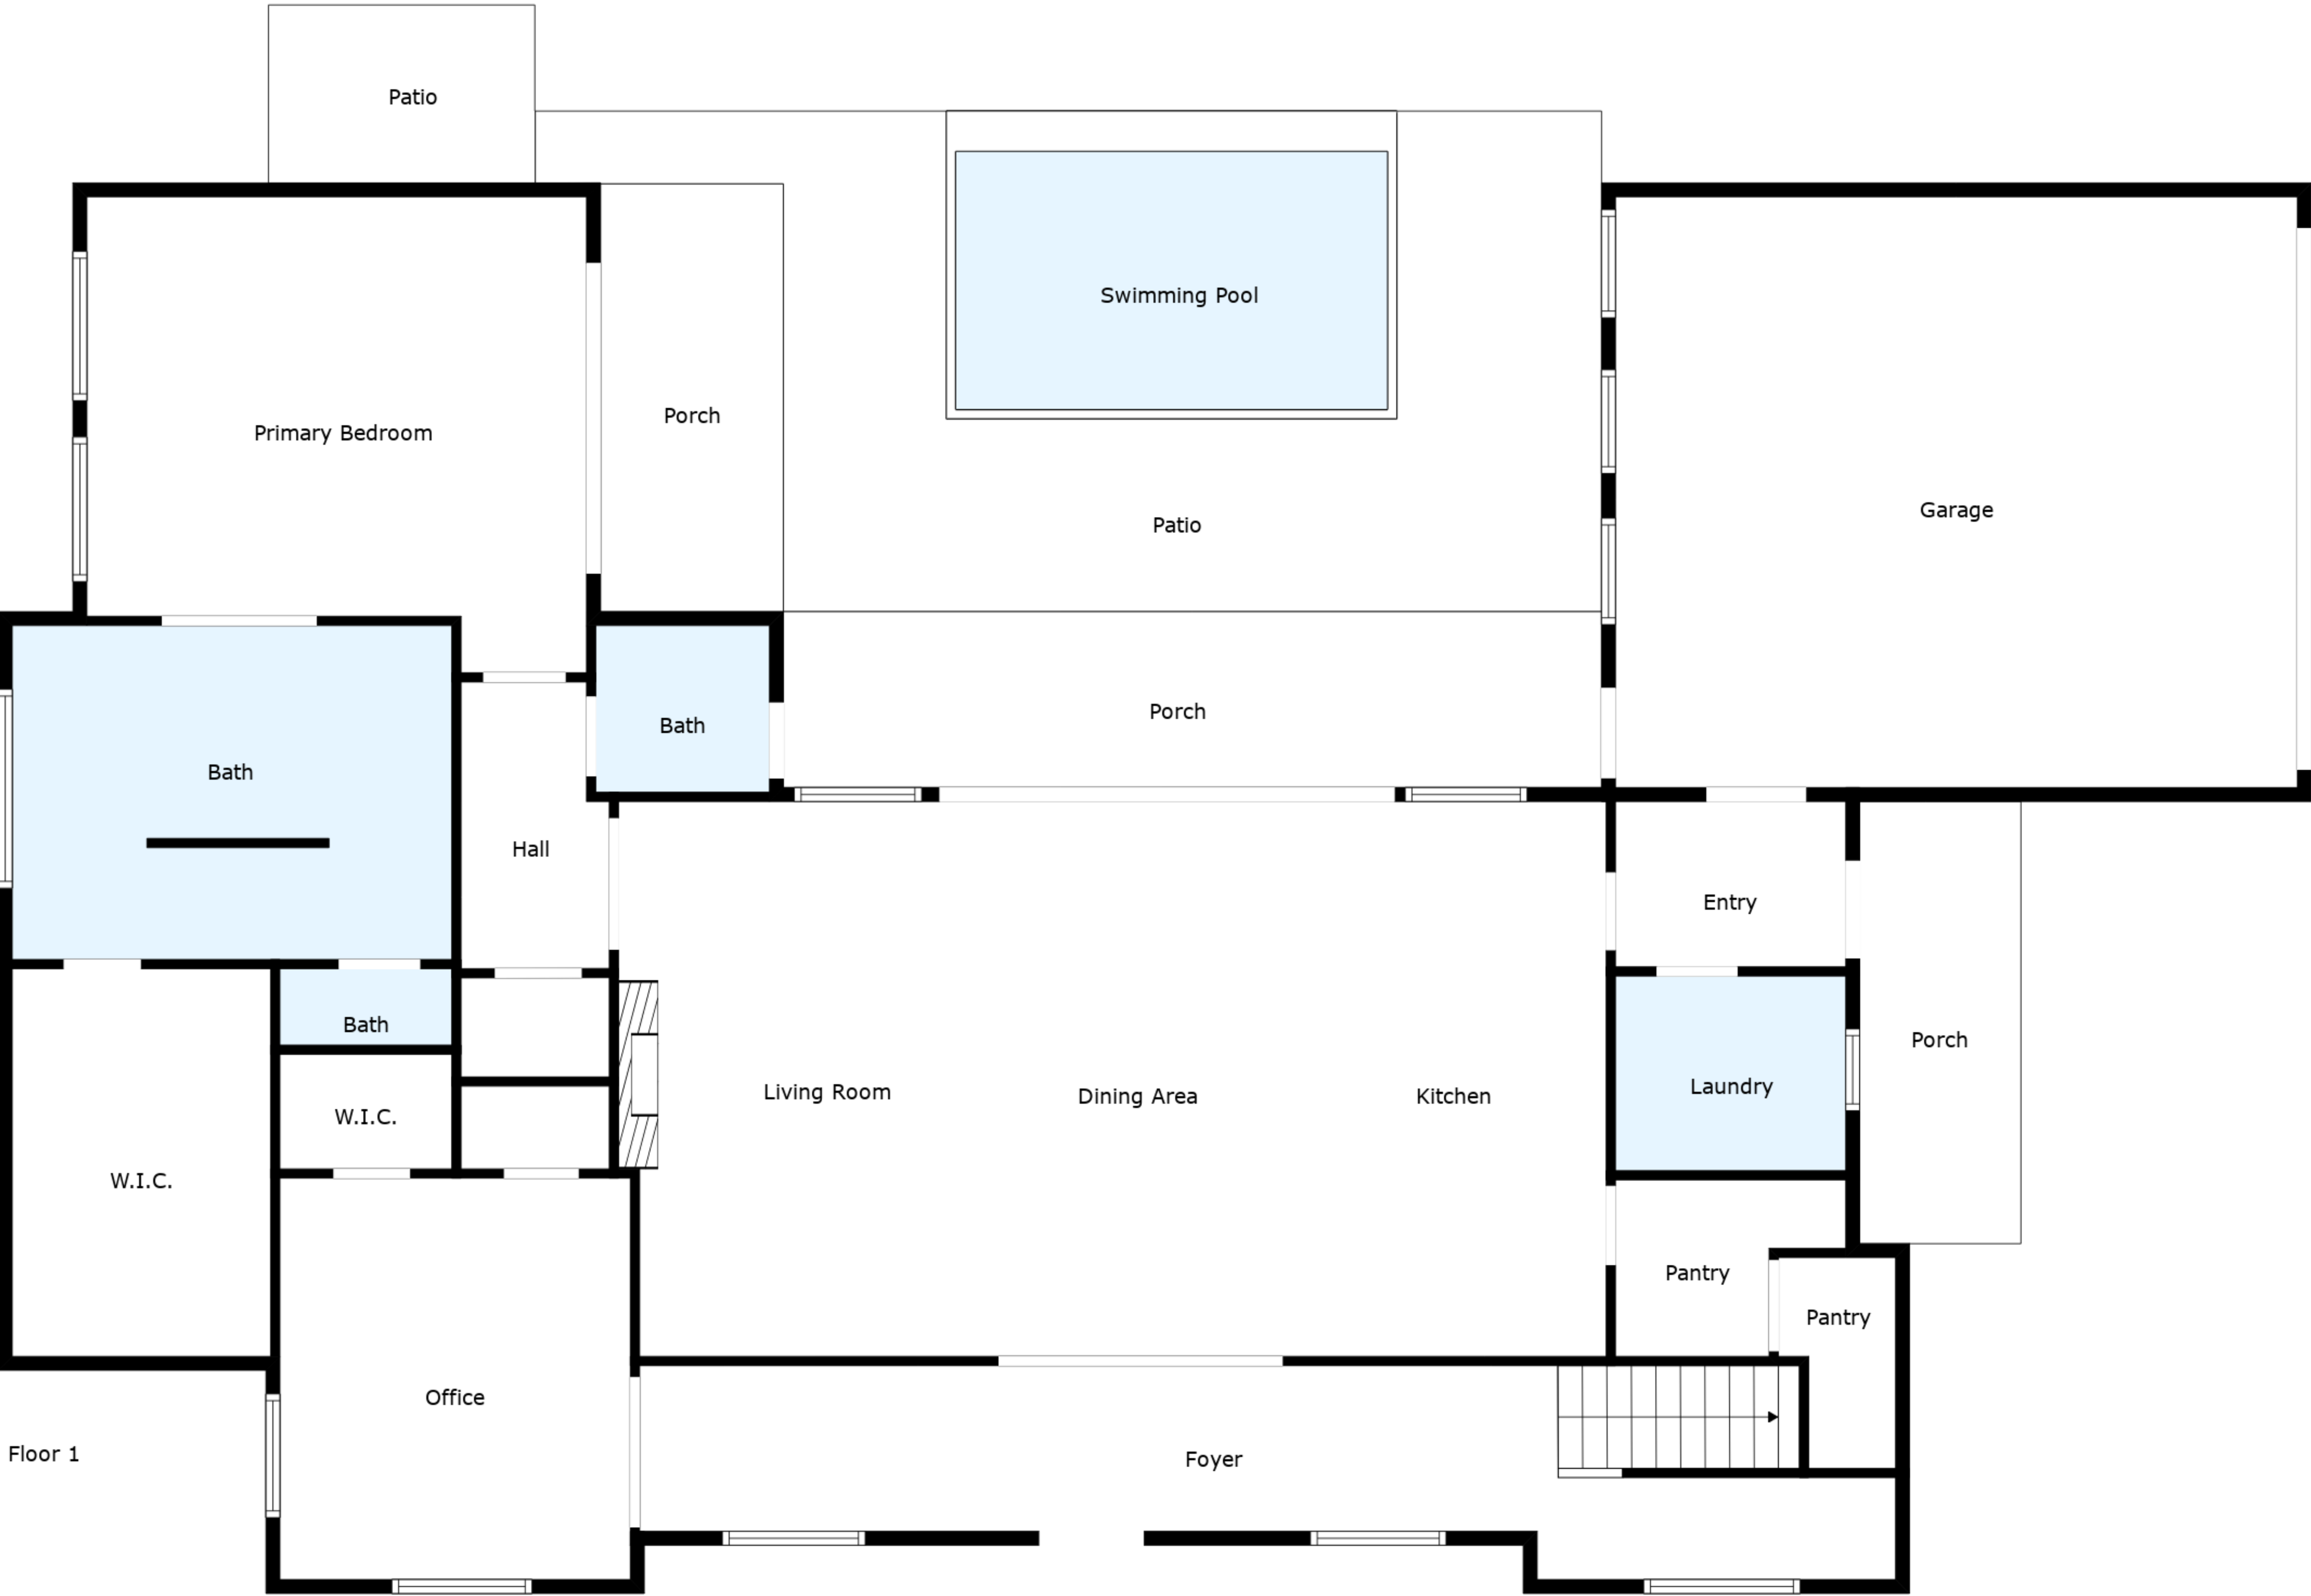 Patio
Swimming Pool
Porch
Primary Bedroom
Garage
Patio
Porch
Bath
Bath
Hall
Entry
Bath
Porch
Laundry
Living Room
Dining Area
Kitchen
W.I.C.
W.I.C.
Pantry
Pantry
Office
Floor 1
Foyer